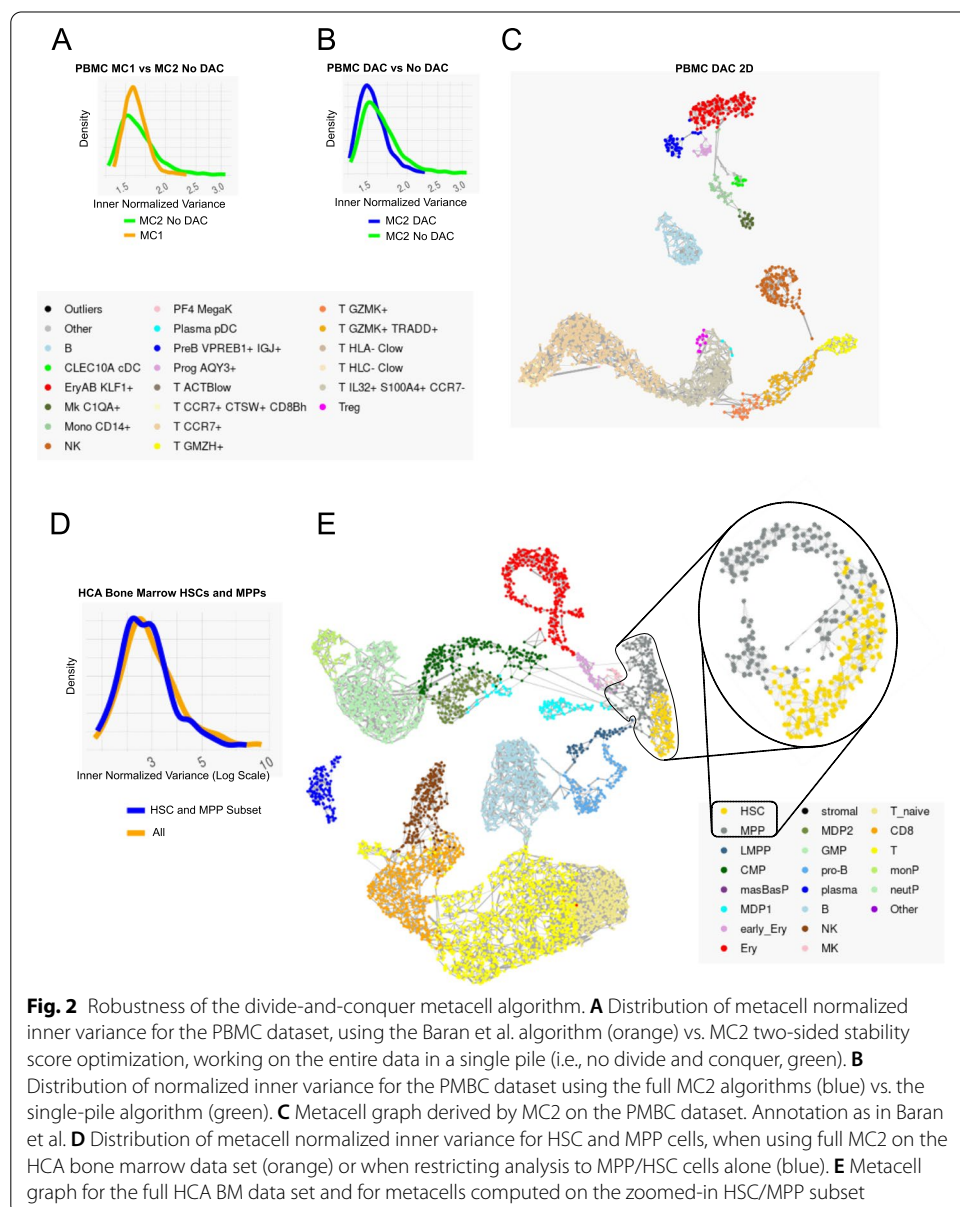 A
B
C
PBMC MC1 vs MC2 No DAC
PBMC DAC vs No DAC
PBMC DAC 2D
Density
1.5
2.0
2.5
3.0
Inner Normalized Variance
MC2 No DAC
MC1
Density
1.5
2.0
2.5
3.0
Inner Normalized Variance
MC2 DAC
MC2 No DAC
Outliers
Other
B
CLEC10A cDC
EryAB KLF1+
Mk C1QA+
Mono CD14+
NK
PF4 MegaK
Plasma pDC
PreB VPREB1+ IGJ+
Prog AQY3+
T ACTBlow
T CCR7+ CTSW+ CD8Bh
T CCR7+
T GMZH+
T GZMK+
T GZMK+ TRADD+
T HLA- Clow
T HLC- Clow
T IL32+ S100A4+ CCR7-
Treg
D
E
HCA Bone Marrow HSCs and MPPs
Density
3
5
10
Inner Normalized Variance (Log Scale)
HSC and MPP Subset
All
HSC
MPP
LMPP
CMP
masBasP
MDP1
early_Ery
Ery
stromal
MDP2
GMP
pro-B
plasma
B
NK
MK
T_naive
CD8
T
monP
neutP
Other
Fig. 2 Robustness of the divide-and-conquer metacell algorithm. A Distribution of metacell normalized
inner variance for the PBMC dataset, using the Baran et al. algorithm (orange) vs. MC2 two-sided stability
score optimization, working on the entire data in a single pile (i.e., no divide and conquer, green). B
Distribution of normalized inner variance for the PMBC dataset using the full MC2 algorithms (blue) vs. the
single-pile algorithm (green). C Metacell graph derived by MC2 on the PMBC dataset. Annotation as in Baran
et al. D Distribution of metacell normalized inner variance for HSC and MPP cells, when using full MC2 on the
HCA bone marrow data set (orange) or when restricting analysis to MPP/HSC cells alone (blue). E Metacell
graph for the full HCA BM data set and for metacells computed on the zoomed-in HSC/MPP subset